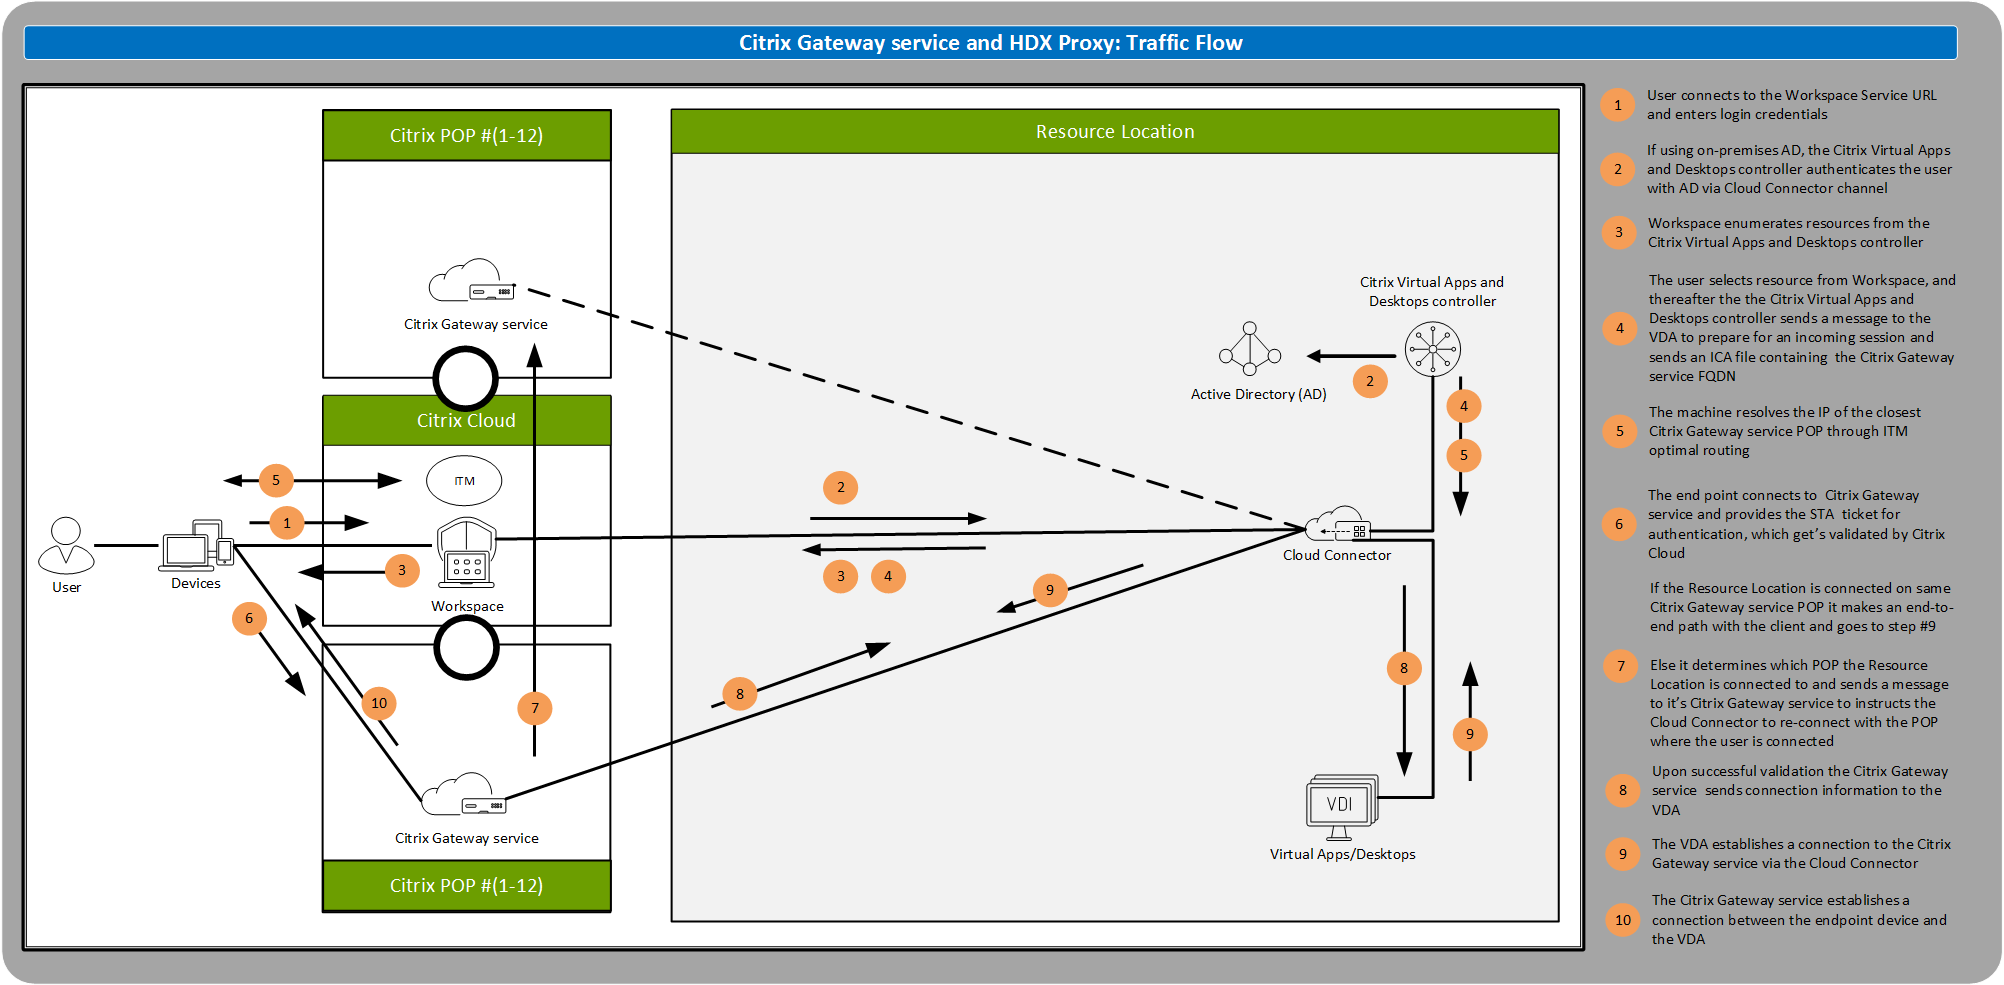 Citrix Gateway service and HDX Proxy: Traffic Flow
Citrix POP #(1-12)
Citrix Gateway service
Citrix Cloud
ITM
Workspace
Citrix Gateway service
Citrix POP #(1-12)
User
Devices
5
1
3
6
10
7
Resource Location
2
3
4
9
8
Citrix Virtual Apps and
Desktops controller
Active Directory (AD)
2
4
5
Cloud Connector
8
9
VDI
Virtual Apps/Desktops
1
User connects to the Workspace Service URL
and enters login credentials
2
If using on-premises AD, the Citrix Virtual Apps
and Desktops controller authenticates the user
with AD via Cloud Connector channel
3
Workspace enumerates resources from the
Citrix Virtual Apps and Desktops controller
4
The user selects resource from Workspace, and
thereafter the the Citrix Virtual Apps and
Desktops controller sends a message to the
VDA to prepare for an incoming session and
sends an ICA file containing the Citrix Gateway
service FQDN
5
The machine resolves the IP of the closest
Citrix Gateway service POP through ITM
optimal routing
6
The end point connects to Citrix Gateway
service and provides the STA ticket for
authentication, which get's validated by Citrix
Cloud
7
If the Resource Location is connected on same
Citrix Gateway service POP it makes an end-to-
end path with the client and goes to step #9
Else it determines which POP the Resource
Location is connected to and sends a message
to it's Citrix Gateway service to instructs the
Cloud Connector to re-connect with the POP
where the user is connected
8
Upon successful validation the Citrix Gateway
service sends connection information to the
VDA
9
The VDA establishes a connection to the Citrix
Gateway service via the Cloud Connector
10
The Citrix Gateway service establishes a
connection between the endpoint device and
the VDA